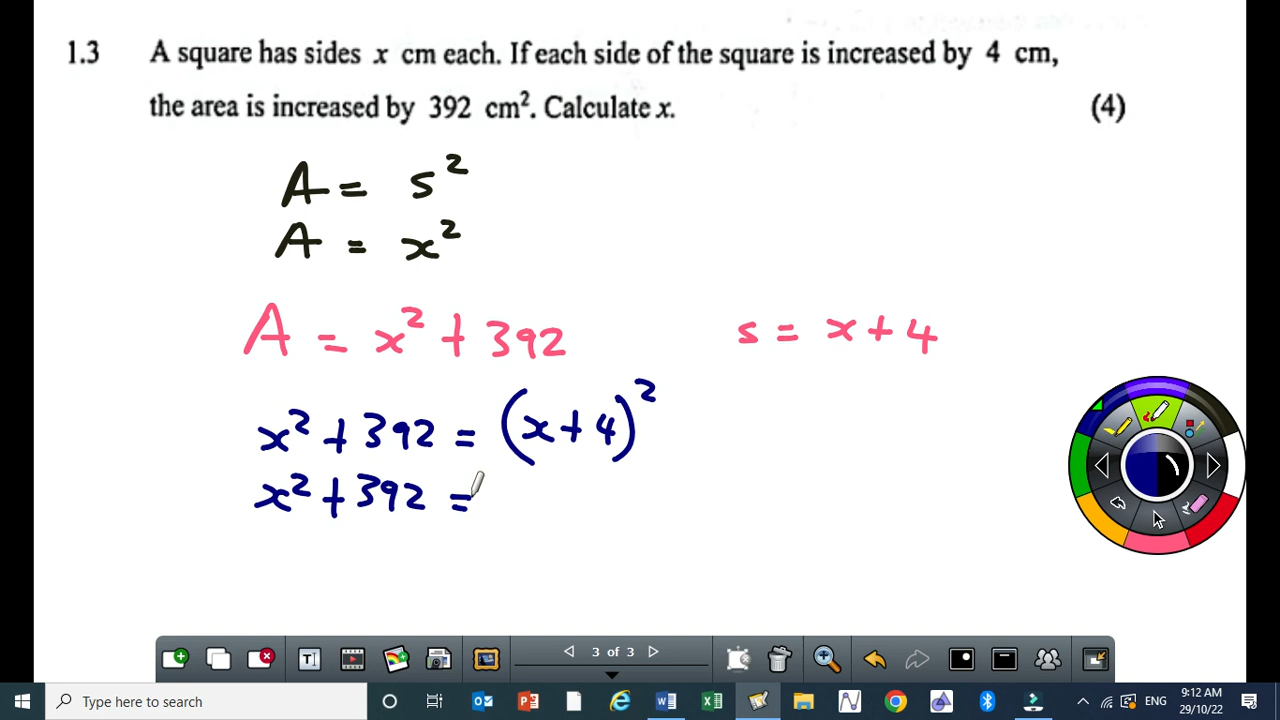 1.3 A square has sides x cm each. If each side of the square is increased by 4 cm,
the area is increased by 392 cm². Calculate x. (4)
A = s²
A = x²
A = x² + 392 s = x + 4
x² + 392 = (x + 4)²
x² + 392 =
3 of 3
Type here to search
ENG
9:12 AM
29/10/22